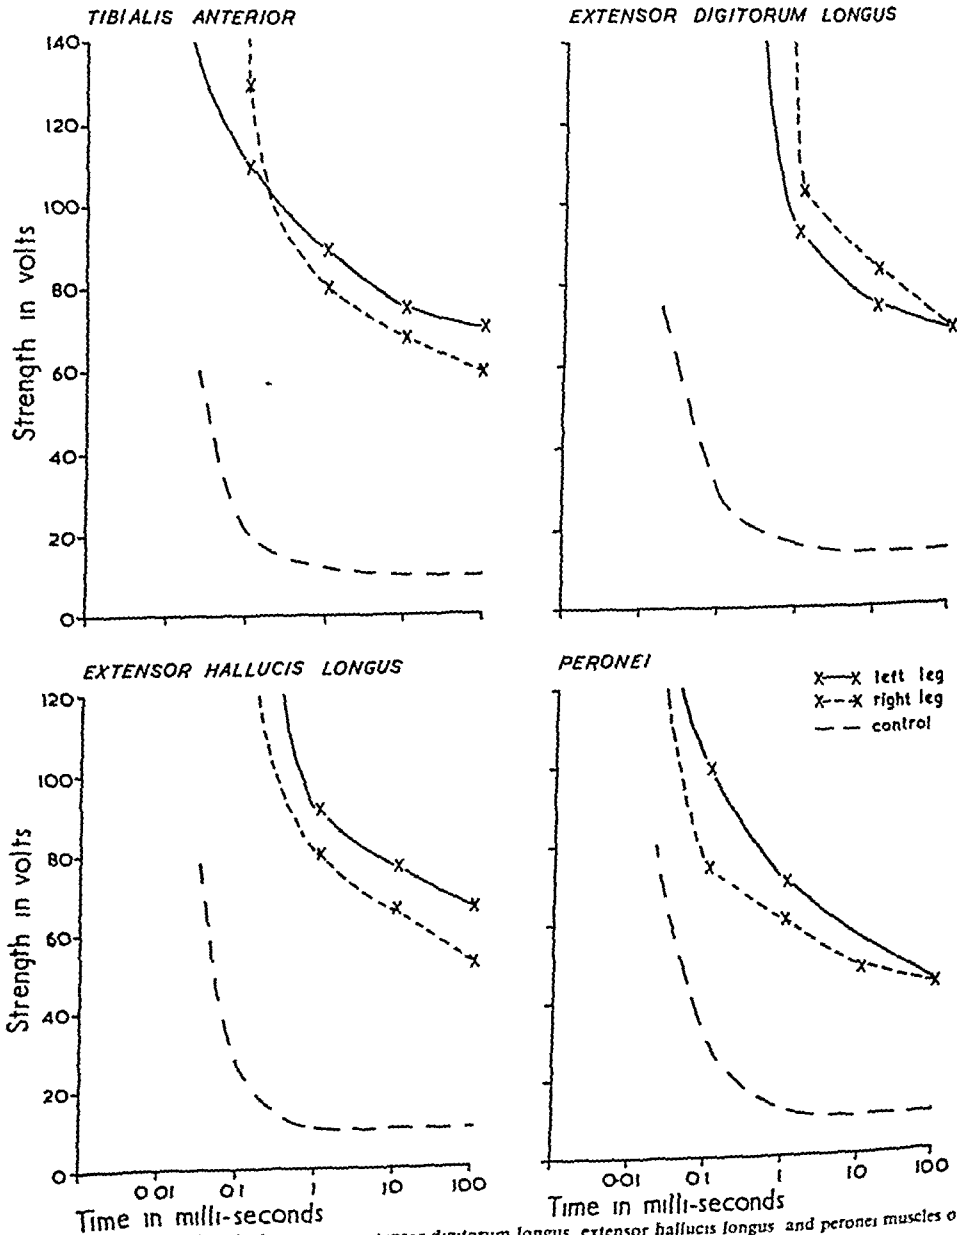 TIBIALIS ANTERIOR
EXTENSOR DIGITORUM LONGUS
140
120
100
80
60
40
20
0
Strength in volts
EXTENSOR HALLUCIS LONGUS
PERONEI
x—x left leg
x--x right leg
— — control
120
100
80
60
40
20
0
Strength in volts
0·01 0·1 1 10 100
Time in milli-seconds
0·01 0·1 1 10 100
Time in milli-seconds
digitorum longus, extensor hallucis longus and peronei muscles o